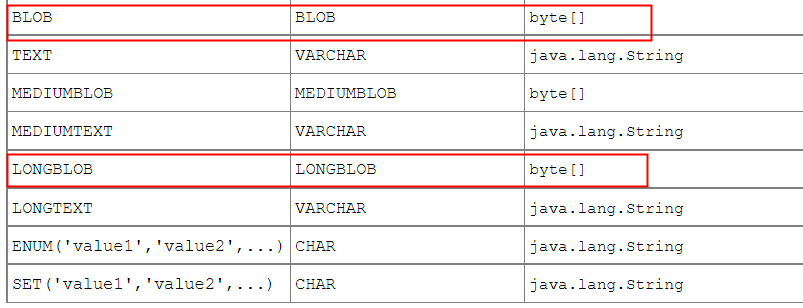 BLOB BLOB byte[]
TEXT VARCHAR java.lang.String
MEDIUMBLOB MEDIUMBLOB byte[]
MEDIUMTEXT VARCHAR java.lang.String
LONGBLOB LONGBLOB byte[]
LONGTEXT VARCHAR java.lang.String
ENUM('value1','value2',...) CHAR java.lang.String
SET('value1','value2',...) CHAR java.lang.String